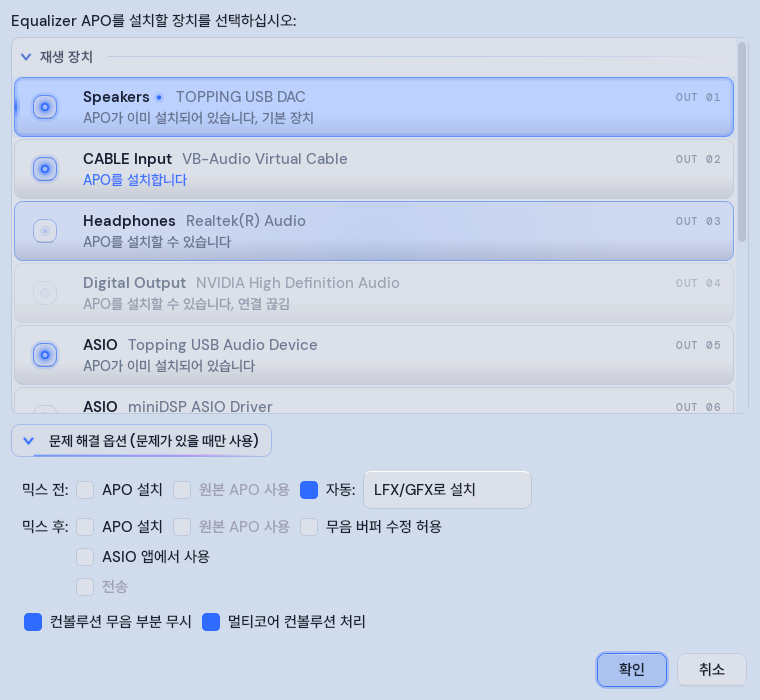 Equalizer APO를 설치할 장치를 선택하십시오:
재생 장치
Speakers TOPPING USB DAC OUT 01
APO가 이미 설치되어 있습니다, 기본 장치
CABLE Input VB-Audio Virtual Cable OUT 02
APO를 설치합니다
Headphones Realtek(R) Audio OUT 03
APO를 설치할 수 있습니다
Digital Output NVIDIA High Definition Audio OUT 04
APO를 설치할 수 있습니다, 연결 끊김
ASIO Topping USB Audio Device OUT 05
APO가 이미 설치되어 있습니다
ASIO miniDSP ASIO Driver OUT 06
문제 해결 옵션 (문제가 있을 때만 사용)
믹스 전: APO 설치 원본 APO 사용 자동: LFX/GFX로 설치
믹스 후: APO 설치 원본 APO 사용 무음 버퍼 수정 허용
ASIO 앱에서 사용
전송
컨볼루션 무음 부분 무시 멀티코어 컨볼루션 처리
확인 취소